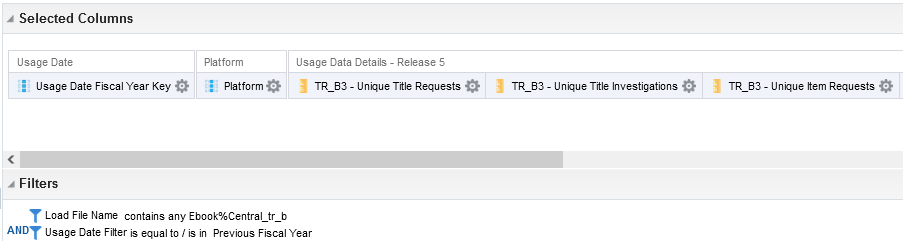 Selected Columns
Usage Date Platform Usage Data Details - Release 5
Usage Date Fiscal Year Key Platform TR_B3 - Unique Title Requests TR_B3 - Unique Title Investigations TR_B3 - Unique Item Requests
Filters
Load File Name contains any Ebook%Central_tr_b
AND Usage Date Filter is equal to / is in Previous Fiscal Year